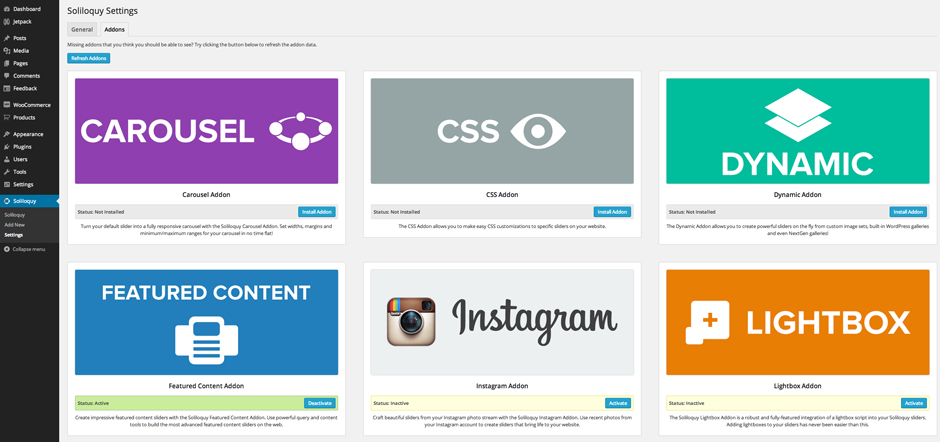 Dashboard
Jetpack
Posts
Media
Pages
Comments
Feedback
WooCommerce
Products
Appearance
Plugins
Users
Tools
Settings
Soliloquy
Soliloquy
Add New
Settings
Collapse menu
Soliloquy Settings
General
Addons
Missing addons that you think you should be able to see? Try clicking the button below to refresh the addon data.
Refresh Addons
CAROUSEL
Carousel Addon
Status: Not Installed
Install Addon
Turn your default slider into a fully responsive carousel with the Soliloquy Carousel Addon. Set widths, margins and
minimum/maximum ranges for your carousel in no time flat!
CSS
CSS Addon
Status: Not Installed
Install Addon
The CSS Addon allows you to make easy CSS customizations to specific sliders on your website.
DYNAMIC
Dynamic Addon
Status: Not Installed
Install Addon
The Dynamic Addon allows you to create powerful sliders on the fly from custom image sets, built in WordPress galleries
and even NextGen galleries!
FEATURED CONTENT
Featured Content Addon
Status: Active
Deactivate
Create impressive featured content sliders with the Soliloquy Featured Content Addon. Use powerful query and content
tools to build the most advanced featured content sliders on the web.
Instagram
Instagram Addon
Status: Inactive
Activate
Craft beautiful sliders from your Instagram photo stream with the Soliloquy Instagram Addon. Use recent photos from
your Instagram account to create sliders that bring life to your website.
LIGHTBOX
Lightbox Addon
Status: Inactive
Activate
The Soliloquy Lightbox Addon is a robust and fully-featured integration of a lightbox script into your Soliloquy sliders.
Adding lightboxes to your sliders has never been easier than this.